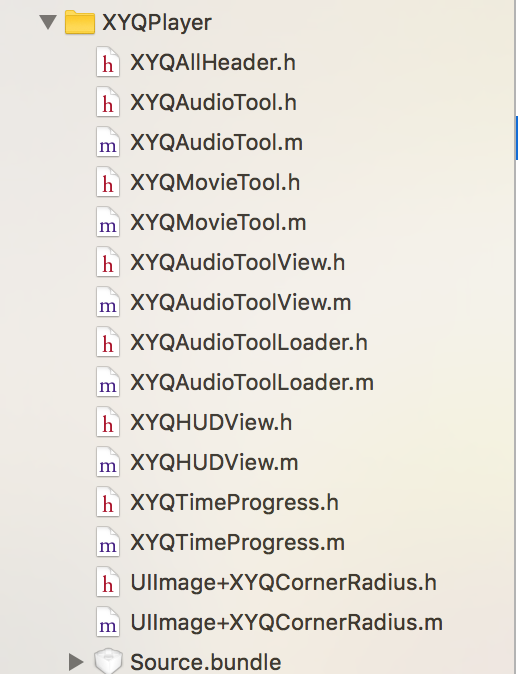 XYQPlayer
h XYQAllHeader.h
h XYQAudioTool.h
m XYQAudioTool.m
h XYQMovieTool.h
m XYQMovieTool.m
h XYQAudioToolView.h
m XYQAudioToolView.m
h XYQAudioToolLoader.h
m XYQAudioToolLoader.m
h XYQHUDView.h
m XYQHUDView.m
h XYQTimeProgress.h
m XYQTimeProgress.m
h UIImage+XYQCornerRadius.h
m UIImage+XYQCornerRadius.m
Source.bundle